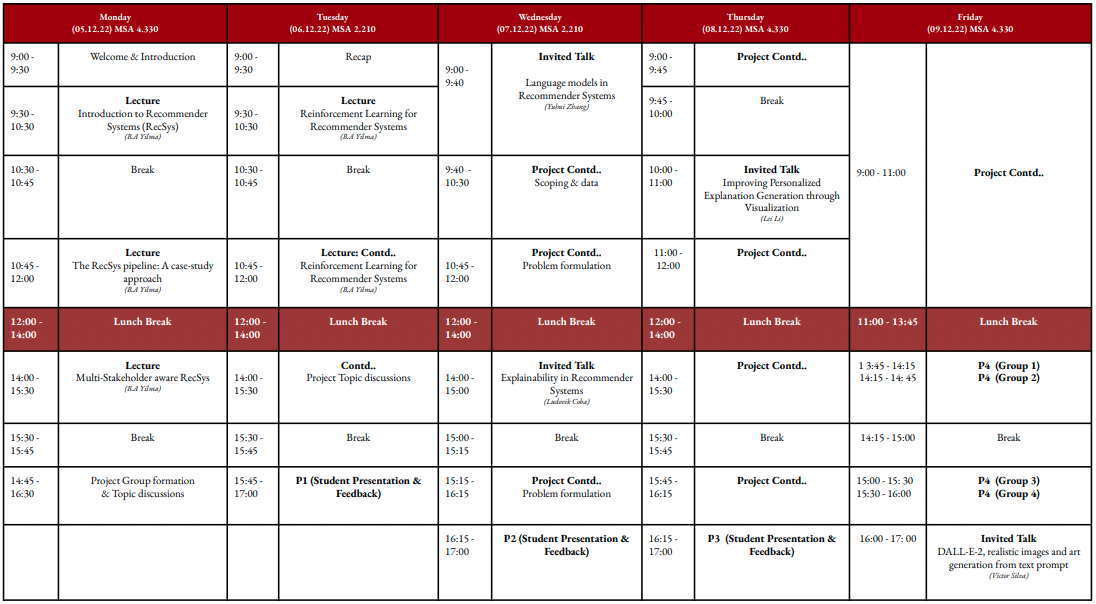 Monday
(05.12.22) MSA 4.330
Tuesday
(06.12.22) MSA 2.210
Wednesday
(07.12.22) MSA 2.210
Thursday
(08.12.22) MSA 4.330
Friday
(09.12.22) MSA 4.330
9:00 -
9:30
Welcome & Introduction
9:00 -
9:30
Recap
9:00 -
9:40
Invited Talk
Language models in
Recommender Systems
(Yuhui Zhang)
9:00 -
9:45
Project Contd..
9:00 - 11:00
Project Contd..
9:30 -
10:30
Lecture
Introduction to Recommender
Systems (RecSys)
(B.A Yilma)
9:30 -
10:30
Lecture
Reinforcement Learning for
Recommender Systems
(B.A Yilma)
9:45 -
10:00
Break
10:30 -
10:45
Break
10:30 -
10:45
Break
9:40 -
10:30
Project Contd..
Scoping & data
10:00 -
11:00
Invited Talk
Improving Personalized
Explanation Generation through
Visualization
(Lei Li)
10:45 -
12:00
Lecture
The RecSys pipeline: A case-study
approach
(B.A Yilma)
10:45 -
12:00
Lecture: Contd..
Reinforcement Learning for
Recommender Systems
(B.A Yilma)
10:45 -
12:00
Project Contd..
Problem formulation
11:00 -
12:00
Project Contd..
12:00 -
14:00
Lunch Break
12:00 -
14:00
Lunch Break
12:00 -
14:00
Lunch Break
12:00 -
14:00
Lunch Break
11:00 - 13:45
Lunch Break
14:00 -
15:30
Lecture
Multi-Stakeholder aware RecSys
(B.A Yilma)
14:00 -
15:30
Contd..
Project Topic discussions
14:00 -
15:00
Invited Talk
Explainability in Recommender
Systems
(Ludovik Coba)
14:00 -
15:30
Project Contd..
1 3:45 - 14:15
14:15 - 14: 45
P4 (Group 1)
P4 (Group 2)
15:30 -
15:45
Break
15:30 -
15:45
Break
15:00 -
15:15
Break
15:30 -
15:45
Break
14:15 - 15:00
Break
14:45 -
16:30
Project Group formation
& Topic discussions
15:45 -
17:00
P1 (Student Presentation &
Feedback)
15:15 -
16:15
Project Contd..
Problem formulation
15:45 -
16:15
Project Contd..
15:00 - 15: 30
15:30 - 16:00
P4 (Group 3)
P4 (Group 4)
16:15 -
17:00
P2 (Student Presentation &
Feedback)
16:15 -
17:00
P3 (Student Presentation &
Feedback)
16:00 - 17: 00
Invited Talk
DALL-E-2, realistic images and art
generation from text prompt
(Victor Silva)